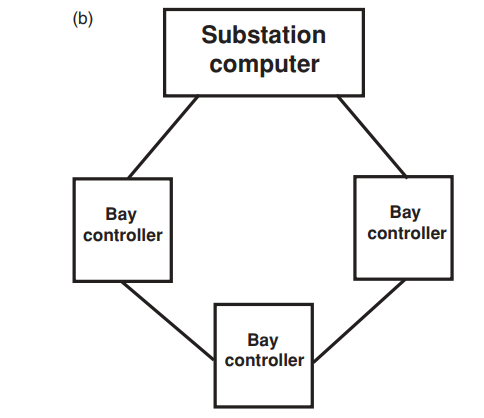 (b)
Substation
computer
Bay
controller
Bay
controller
Bay
controller